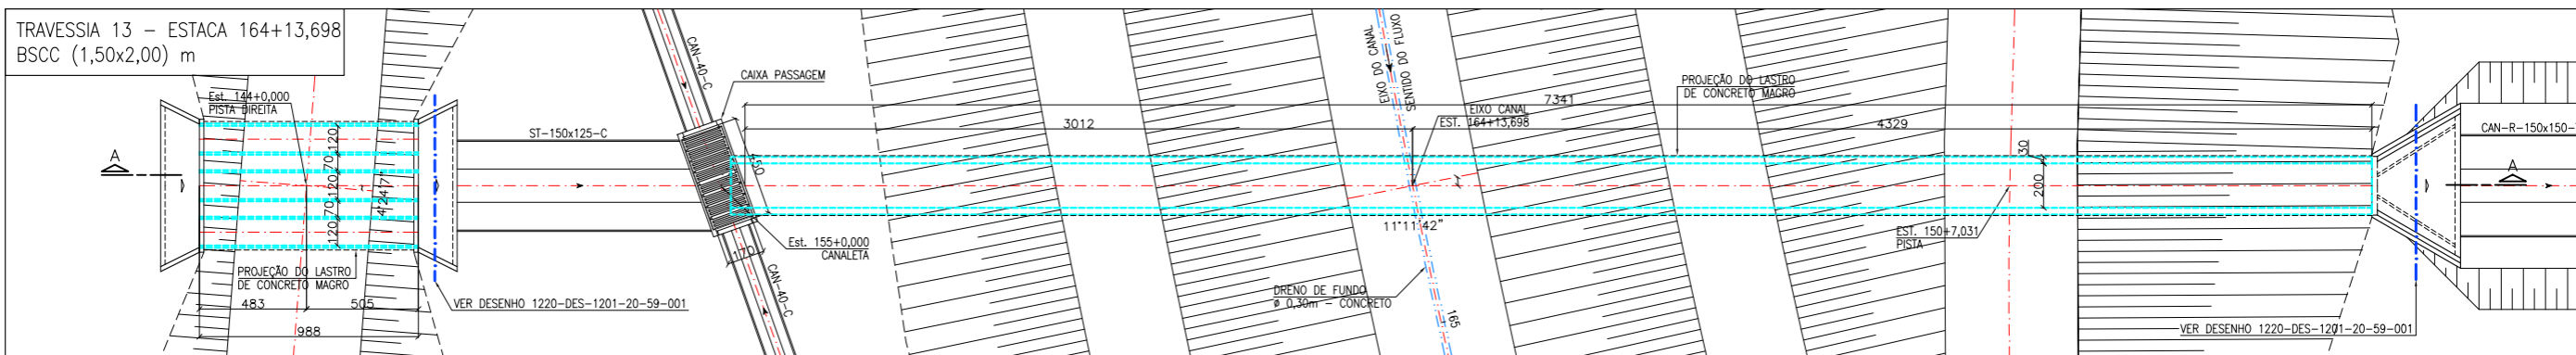 TRAVESSIA 13 - ESTACA 164+13,698
BSCC (1,50x2,00) m
A
Est. 144+0,000
PISTA DIREITA
120
70
120
70
120
4°24'7"
PROJEÇÃO DO LASTRO
DE CONCRETO MAGRO
483
505
988
VER DESENHO 1220-DES-1201-20-59-001
ST-150x125-C
CAN-40-C
CAIXA PASSAGEM
450
170
CAN-40-C
Est. 155+0,000
CANALETA
3012
7341
EIXO DO CANAL
SENTIDO DO FLUXO
EIXO CANAL
EST. 164+13,698
11°11'42"
DRENO DE FUNDO
Ø 0,30m - CONCRETO
165
PROJEÇÃO DO LASTRO
DE CONCRETO MAGRO
4329
30
200
EST. 150+7,031
PISTA
CAN-R-150x150-
A
VER DESENHO 1220-DES-1201-20-59-001